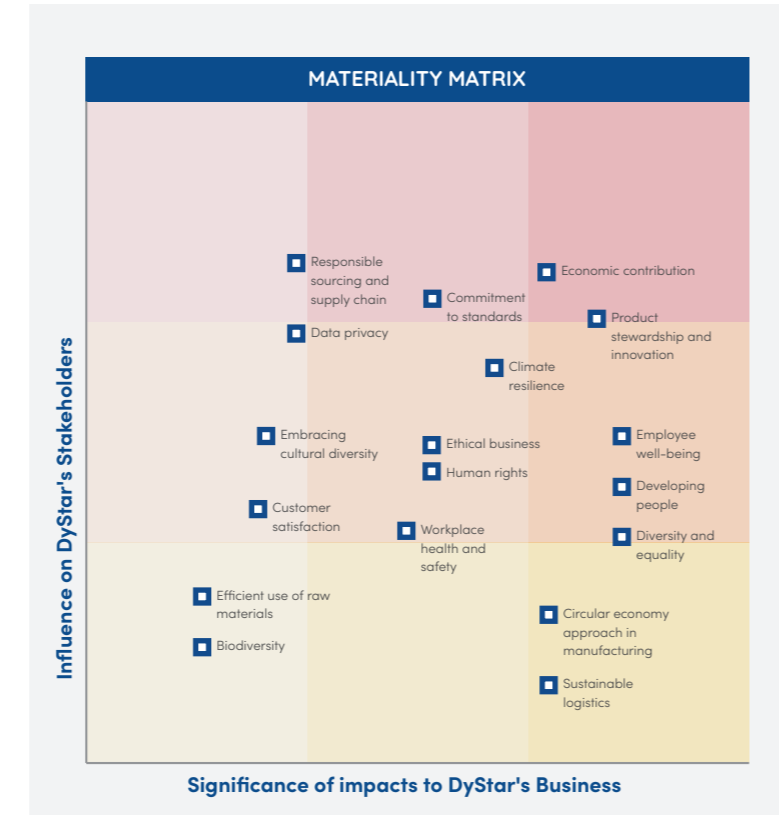 MATERIALITY MATRIX
Influence on DyStar's Stakeholders
Responsible
sourcing and
supply chain
Economic contribution
Commitment
to standards
Product
stewardship and
innovation
Data privacy
Climate
resilience
Embracing
cultural diversity
Ethical business
Employee
well-being
Human rights
Developing
people
Customer
satisfaction
Workplace
health and
safety
Diversity and
equality
Efficient use of raw
materials
Circular economy
approach in
manufacturing
Biodiversity
Sustainable
logistics
Significance of impacts to DyStar's Business